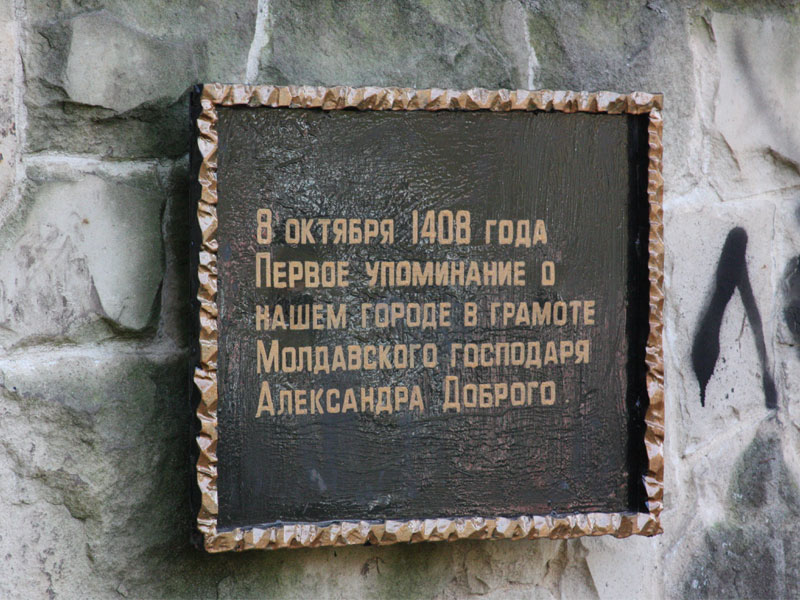 8 октября 1408 года
Первое упоминание о
нашем городе в грамоте
Молдавского господаря
Александра Доброго